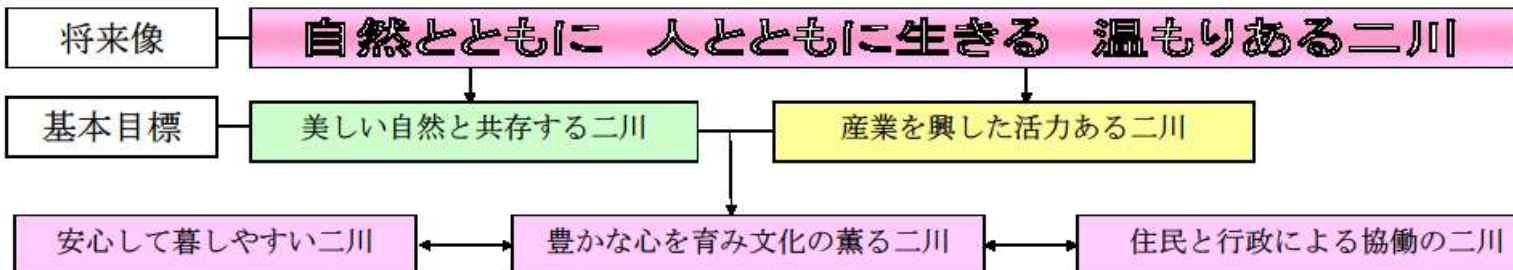 将来像
自然とともに 人とともに生きる 温もりある二川
基本目標
美しい自然と共存する二川
産業を興した活力ある二川
安心して暮しやすい二川
豊かな心を育み文化の薫る二川
住民と行政による協働の二川